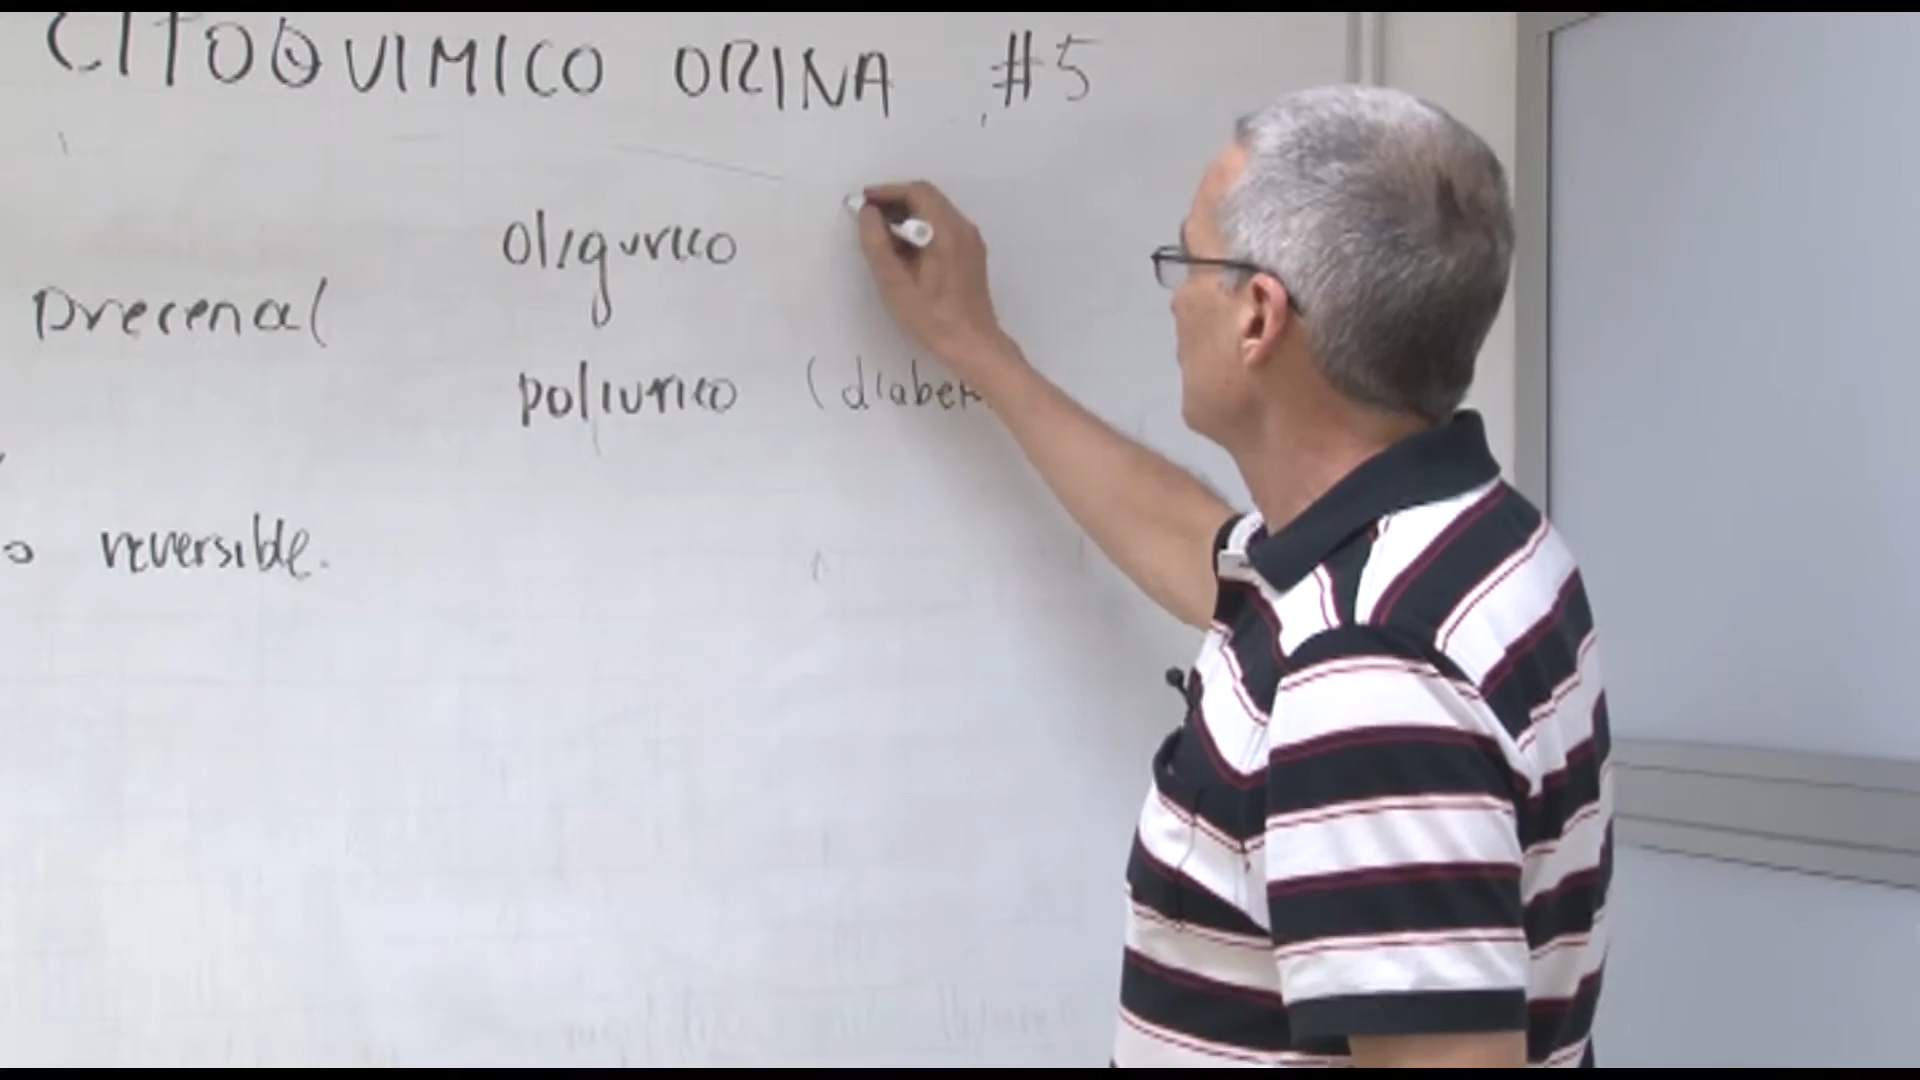 CITOQUIMICO ORINA #5
oligurico
prerenal
poliurico (diabet
o reversible.